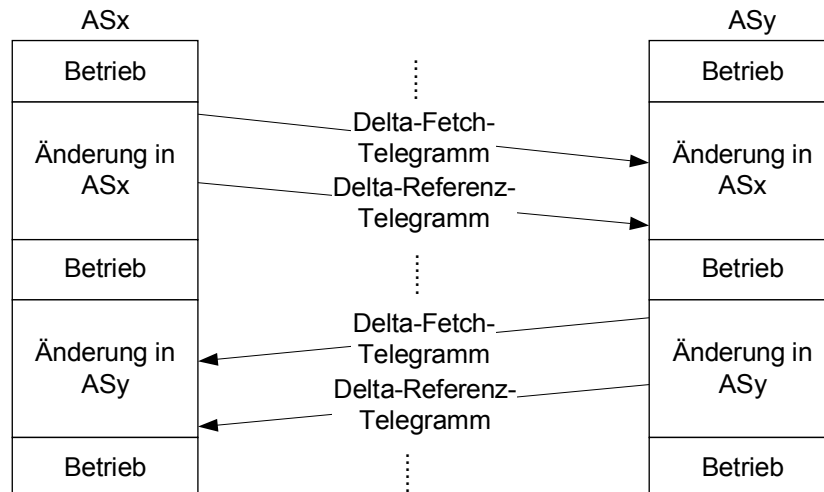 ASx
ASy
Betrieb
Betrieb
Delta-Fetch-
Telegramm
Änderung in
ASx
Änderung in
ASx
Delta-Referenz-
Telegramm
Betrieb
Betrieb
Delta-Fetch-
Telegramm
Änderung in
ASy
Änderung in
ASy
Delta-Referenz-
Telegramm
Betrieb
Betrieb